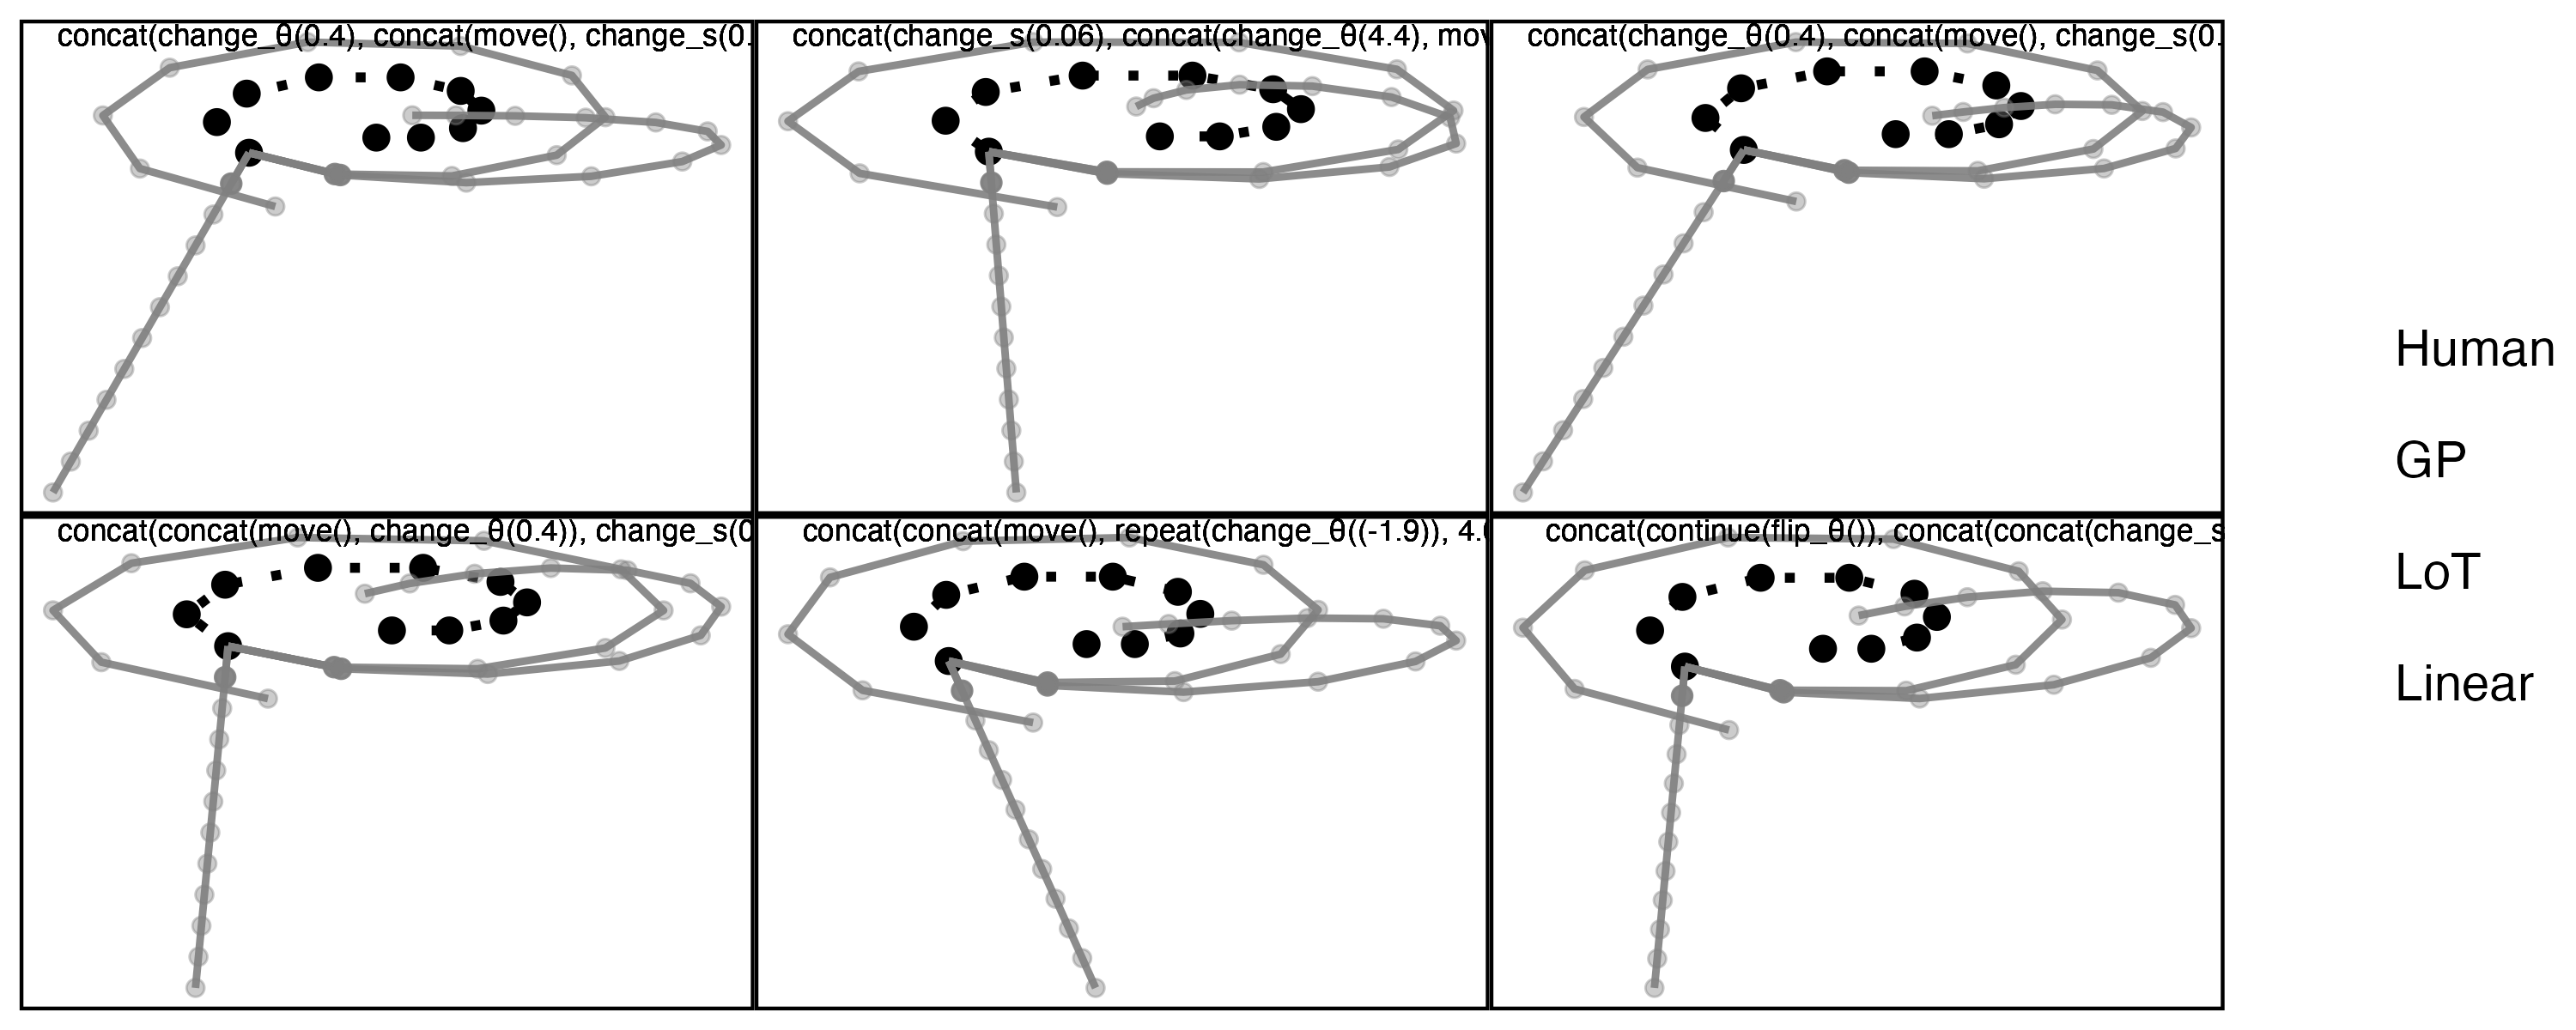 concat(change_θ(0.4), concat(move(), change_s(0.
concat(change_s(0.06), concat(change_θ(4.4), mov
concat(change_θ(0.4), concat(move(), change_s(0.
concat(concat(move(), change_θ(0.4)), change_s(0
concat(concat(move(), repeat(change_θ((-1.9)), 4.
concat(continue(flip_θ()), concat(concat(change_s
Human
GP
LoT
Linear